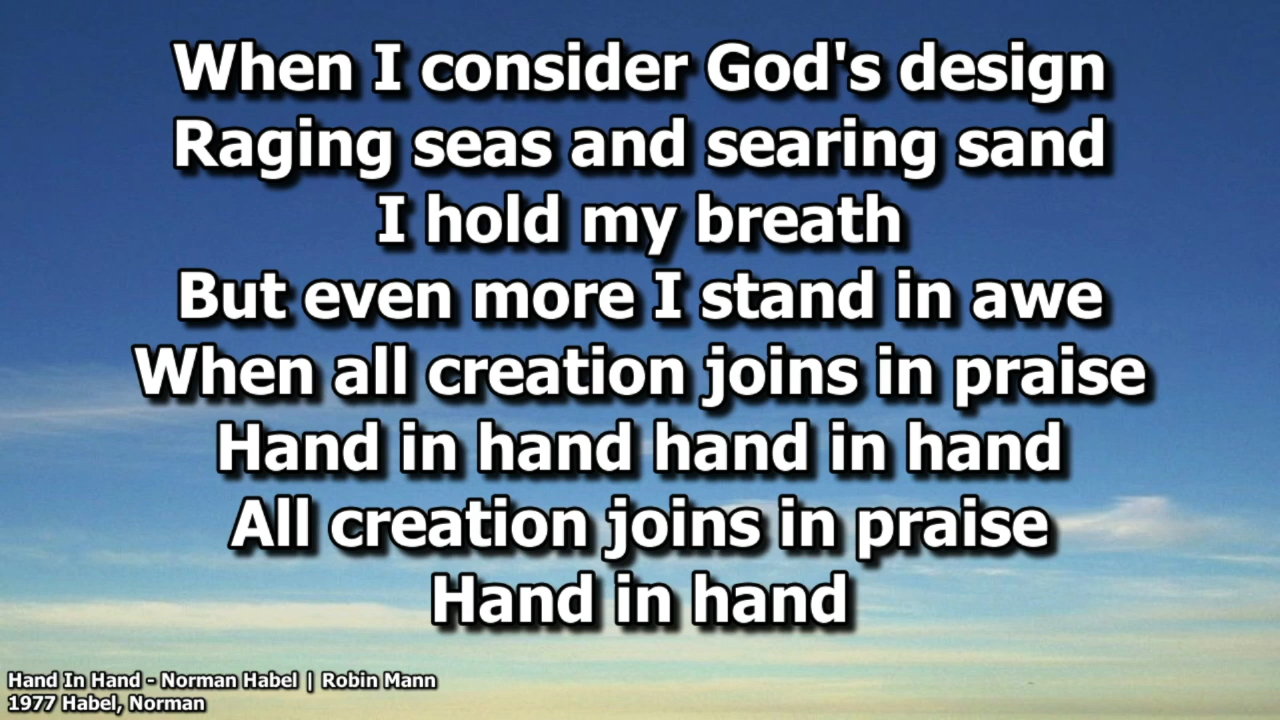 When I consider God's design
Raging seas and searing sand
I hold my breath
But even more I stand in awe
When all creation joins in praise
Hand in hand hand in hand
All creation joins in praise
Hand in hand
Hand In Hand - Norman Habel | Robin Mann
1977 Habel, Norman